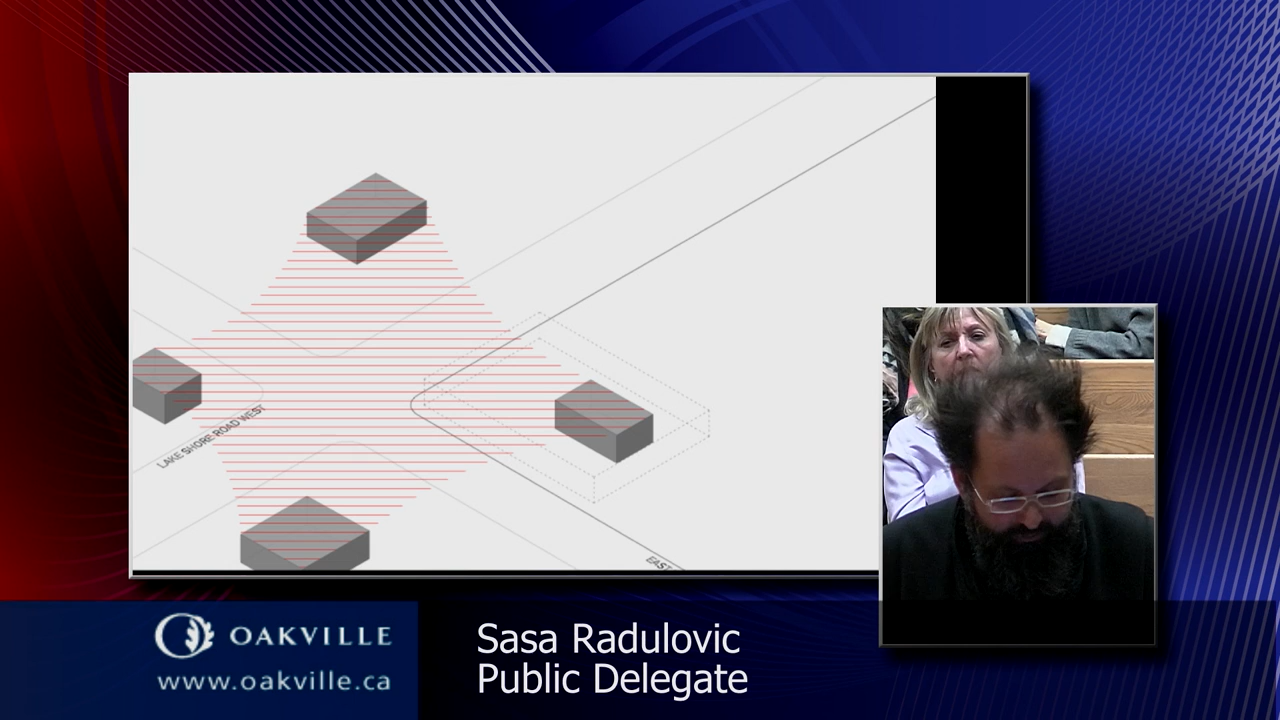 LAKE SHORE ROAD WEST
EAST
OAKVILLE
www.oakville.ca
Sasa Radulovic
Public Delegate